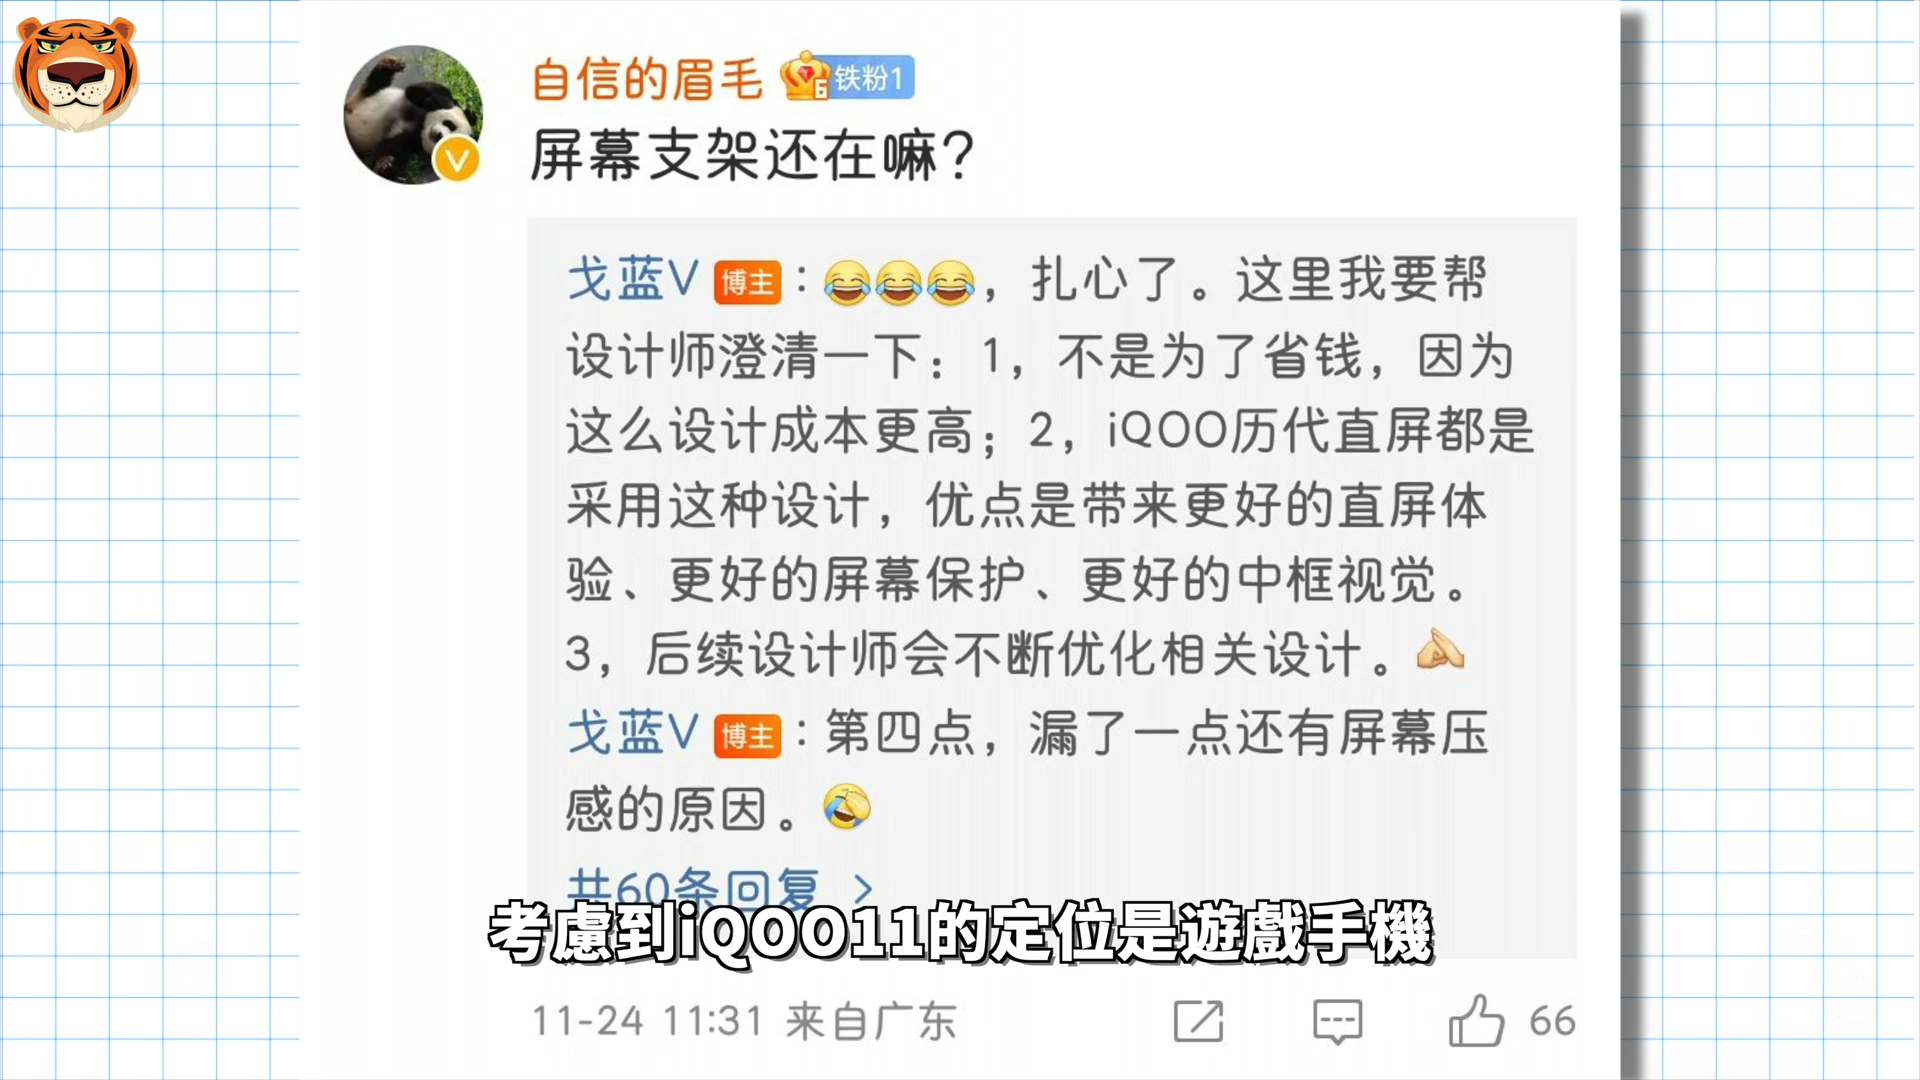 自信的眉毛 6 铁粉1
屏幕支架还在嘛?
戈蓝V 博主 : ,扎心了。这里我要帮
设计师澄清一下: 1, 不是为了省钱, 因为
这么设计成本更高; 2, iQOO历代直屏都是
采用这种设计, 优点是带来更好的直屏体
验、更好的屏幕保护、更好的中框视觉。
3, 后续设计师会不断优化相关设计。
戈蓝V 博主 : 第四点, 漏了一点还有屏幕压
感的原因。
共60条回复 >
考慮到iQOO11的定位是遊戲手機
11-24 11:31 来自广东 66